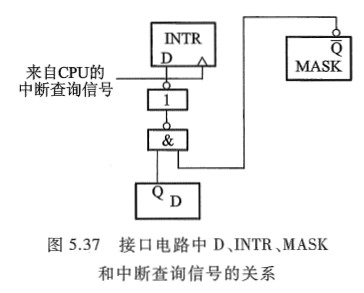 INTR
D
Q̅
MASK
来自CPU的
中断查询信号
1
&
Q
D
图 5.37 接口电路中 D、INTR、MASK
和中断查询信号的关系